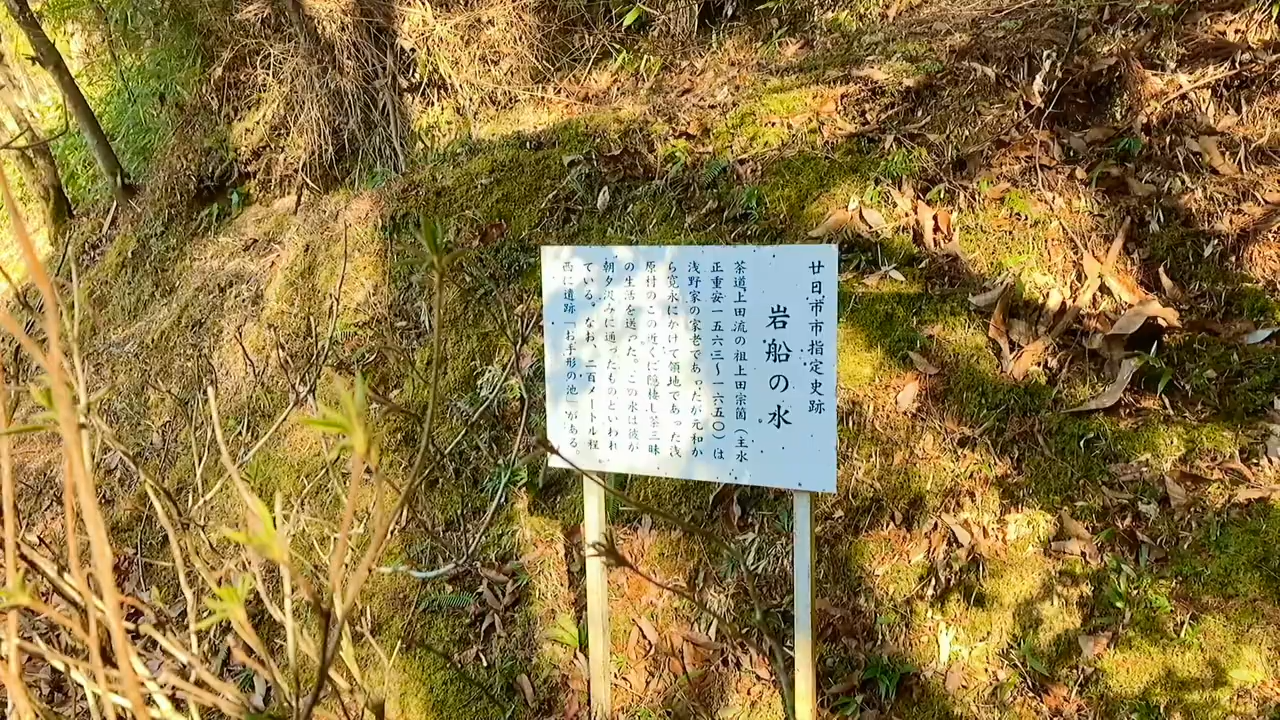 廿日市市指定史跡
岩船の水
茶道上田流の祖上田宗箇（主水
正重安一五六三〜一六五〇）は
浅野家の家老であったが元和か
ら寛永にかけて領地であった浅
原村のこの近くに隠棲し茶三昧
の生活を送った。この水は彼が
朝夕汲みに通ったものといわれ
ている。なお、二百メートル程
西に遺跡「お手形の池」がある。